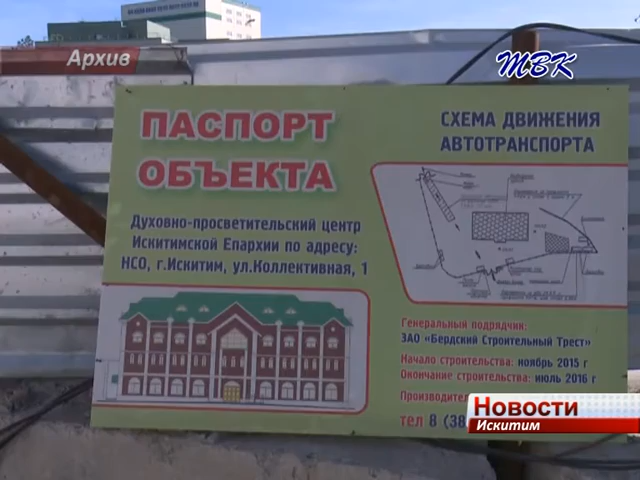 Архив
ТВК
ПАСПОРТ
ОБЪЕКТА
Духовно-просветительский центр
Искитимской Епархии по адресу:
НСО, г.Искитим, ул.Коллективная, 1
СХЕМА ДВИЖЕНИЯ
АВТОТРАНСПОРТА
Генеральный подрядчик:
ЗАО «Бердский Строительный Трест»
Начало строительства: ноябрь 2015 г
Окончание строительства: июль 2016 г
тел 8 (38
Новости
Искитим